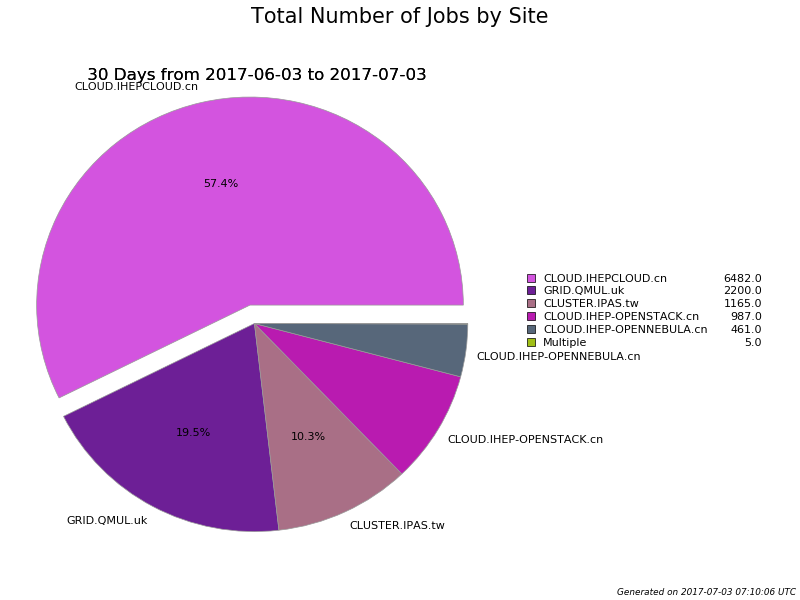 Total Number of Jobs by Site
30 Days from 2017-06-03 to 2017-07-03
CLOUD.IHEPCLOUD.cn
57.4%
CLOUD.IHEPCLOUD.cn 6482.0
GRID.QMUL.uk 2200.0
CLUSTER.IPAS.tw 1165.0
CLOUD.IHEP-OPENSTACK.cn 987.0
CLOUD.IHEP-OPENNEBULA.cn 461.0
Multiple 5.0
CLOUD.IHEP-OPENNEBULA.cn
19.5%
10.3%
CLOUD.IHEP-OPENSTACK.cn
GRID.QMUL.uk
CLUSTER.IPAS.tw
Generated on 2017-07-03 07:10:06 UTC